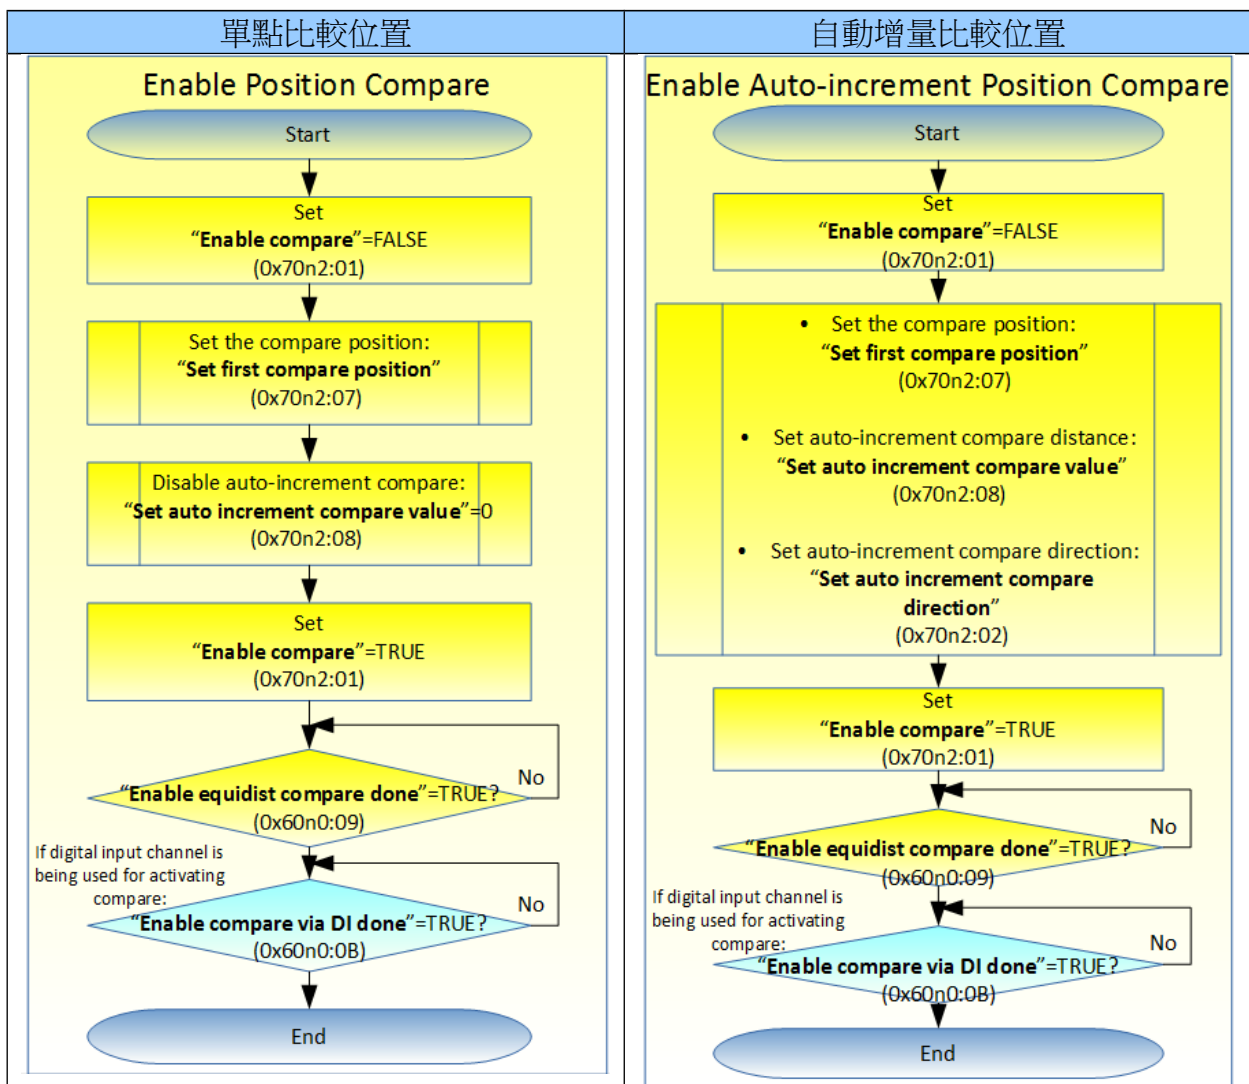 單點比較位置
Enable Position Compare
Start
Set
“Enable compare”=FALSE
(0x70n2:01)
Set the compare position:
“Set first compare position”
(0x70n2:07)
Disable auto-increment compare:
“Set auto increment compare value”=0
(0x70n2:08)
Set
“Enable compare”=TRUE
(0x70n2:01)
No
“Enable equidist compare done”=TRUE?
(0x60n0:09)
If digital input channel is
being used for activating
compare:
No
“Enable compare via DI done”=TRUE?
(0x60n0:0B)
End
自動增量比較位置
Enable Auto-increment Position Compare
Start
Set
“Enable compare”=FALSE
(0x70n2:01)
• Set the compare position:
“Set first compare position”
(0x70n2:07)
• Set auto-increment compare distance:
“Set auto increment compare value”
(0x70n2:08)
• Set auto-increment compare direction:
“Set auto increment compare
direction”
(0x70n2:02)
Set
“Enable compare”=TRUE
(0x70n2:01)
No
“Enable equidist compare done”=TRUE?
(0x60n0:09)
If digital input channel is
being used for activating
compare:
No
“Enable compare via DI done”=TRUE?
(0x60n0:0B)
End